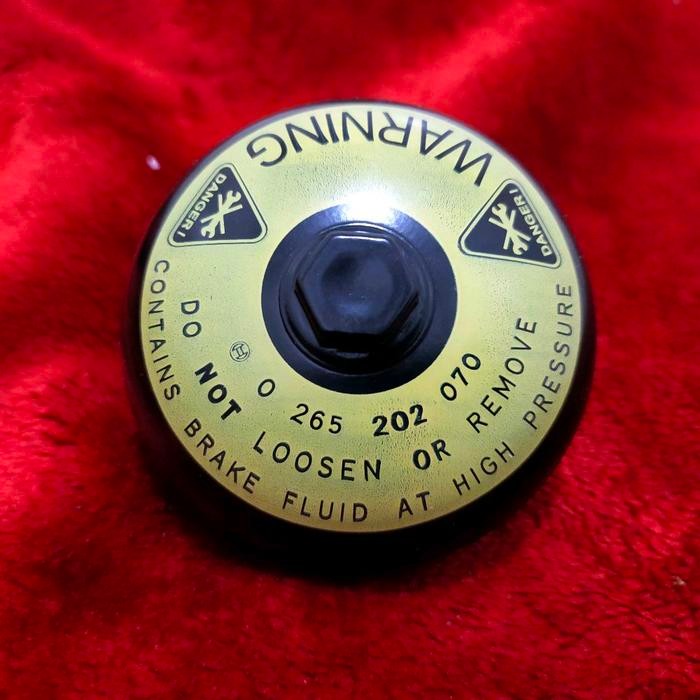 WARNING
DANGER!
DANGER!
0 265 202 070
DO NOT LOOSEN OR REMOVE
CONTAINS BRAKE FLUID AT HIGH PRESSURE